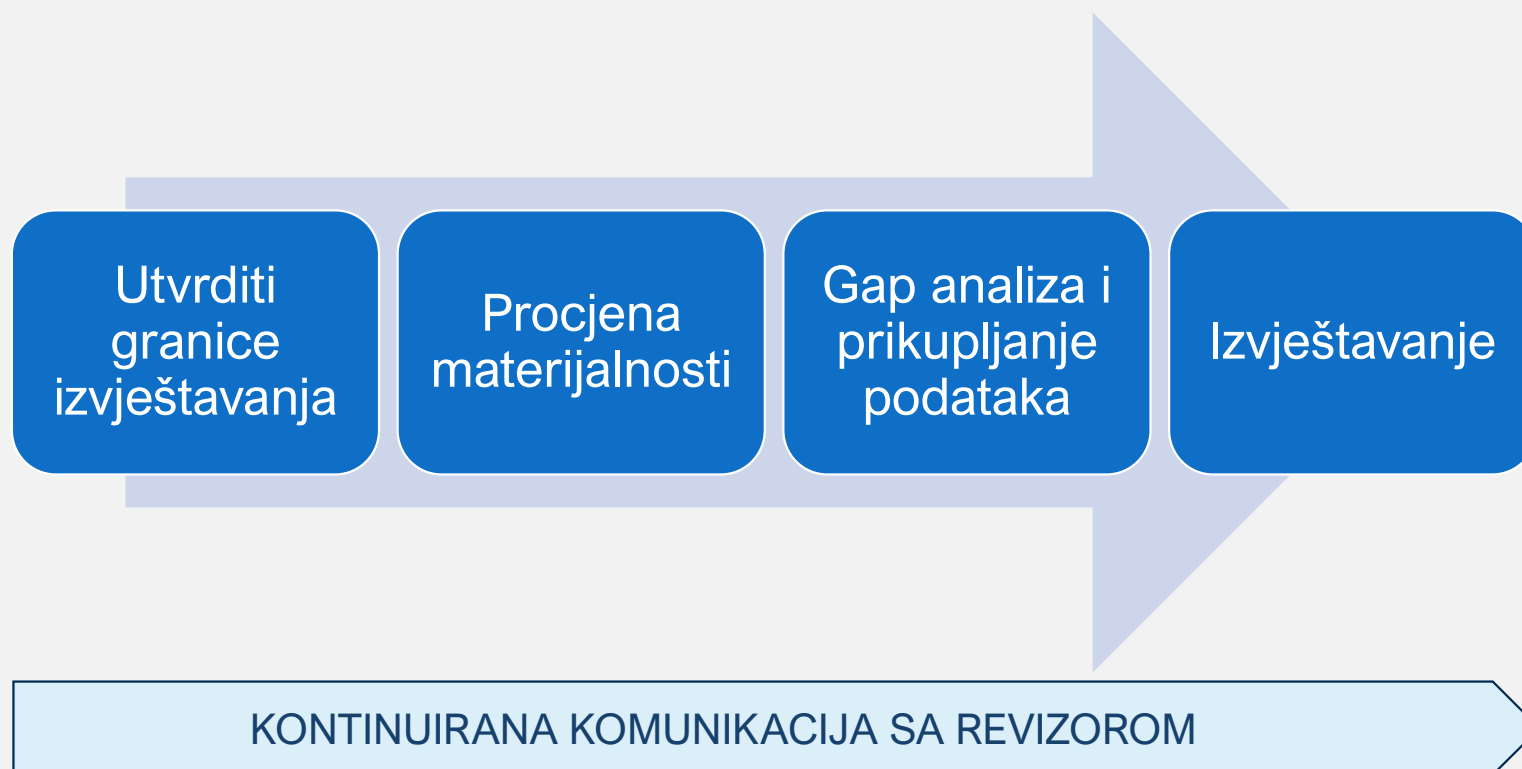 Utvrditi
granice
izvještavanja
Procjena
materijalnosti
Gap analiza i
prikupljanje
podataka
Izvještavanje
KONTINUIRANA KOMUNIKACIJA SA REVIZOROM